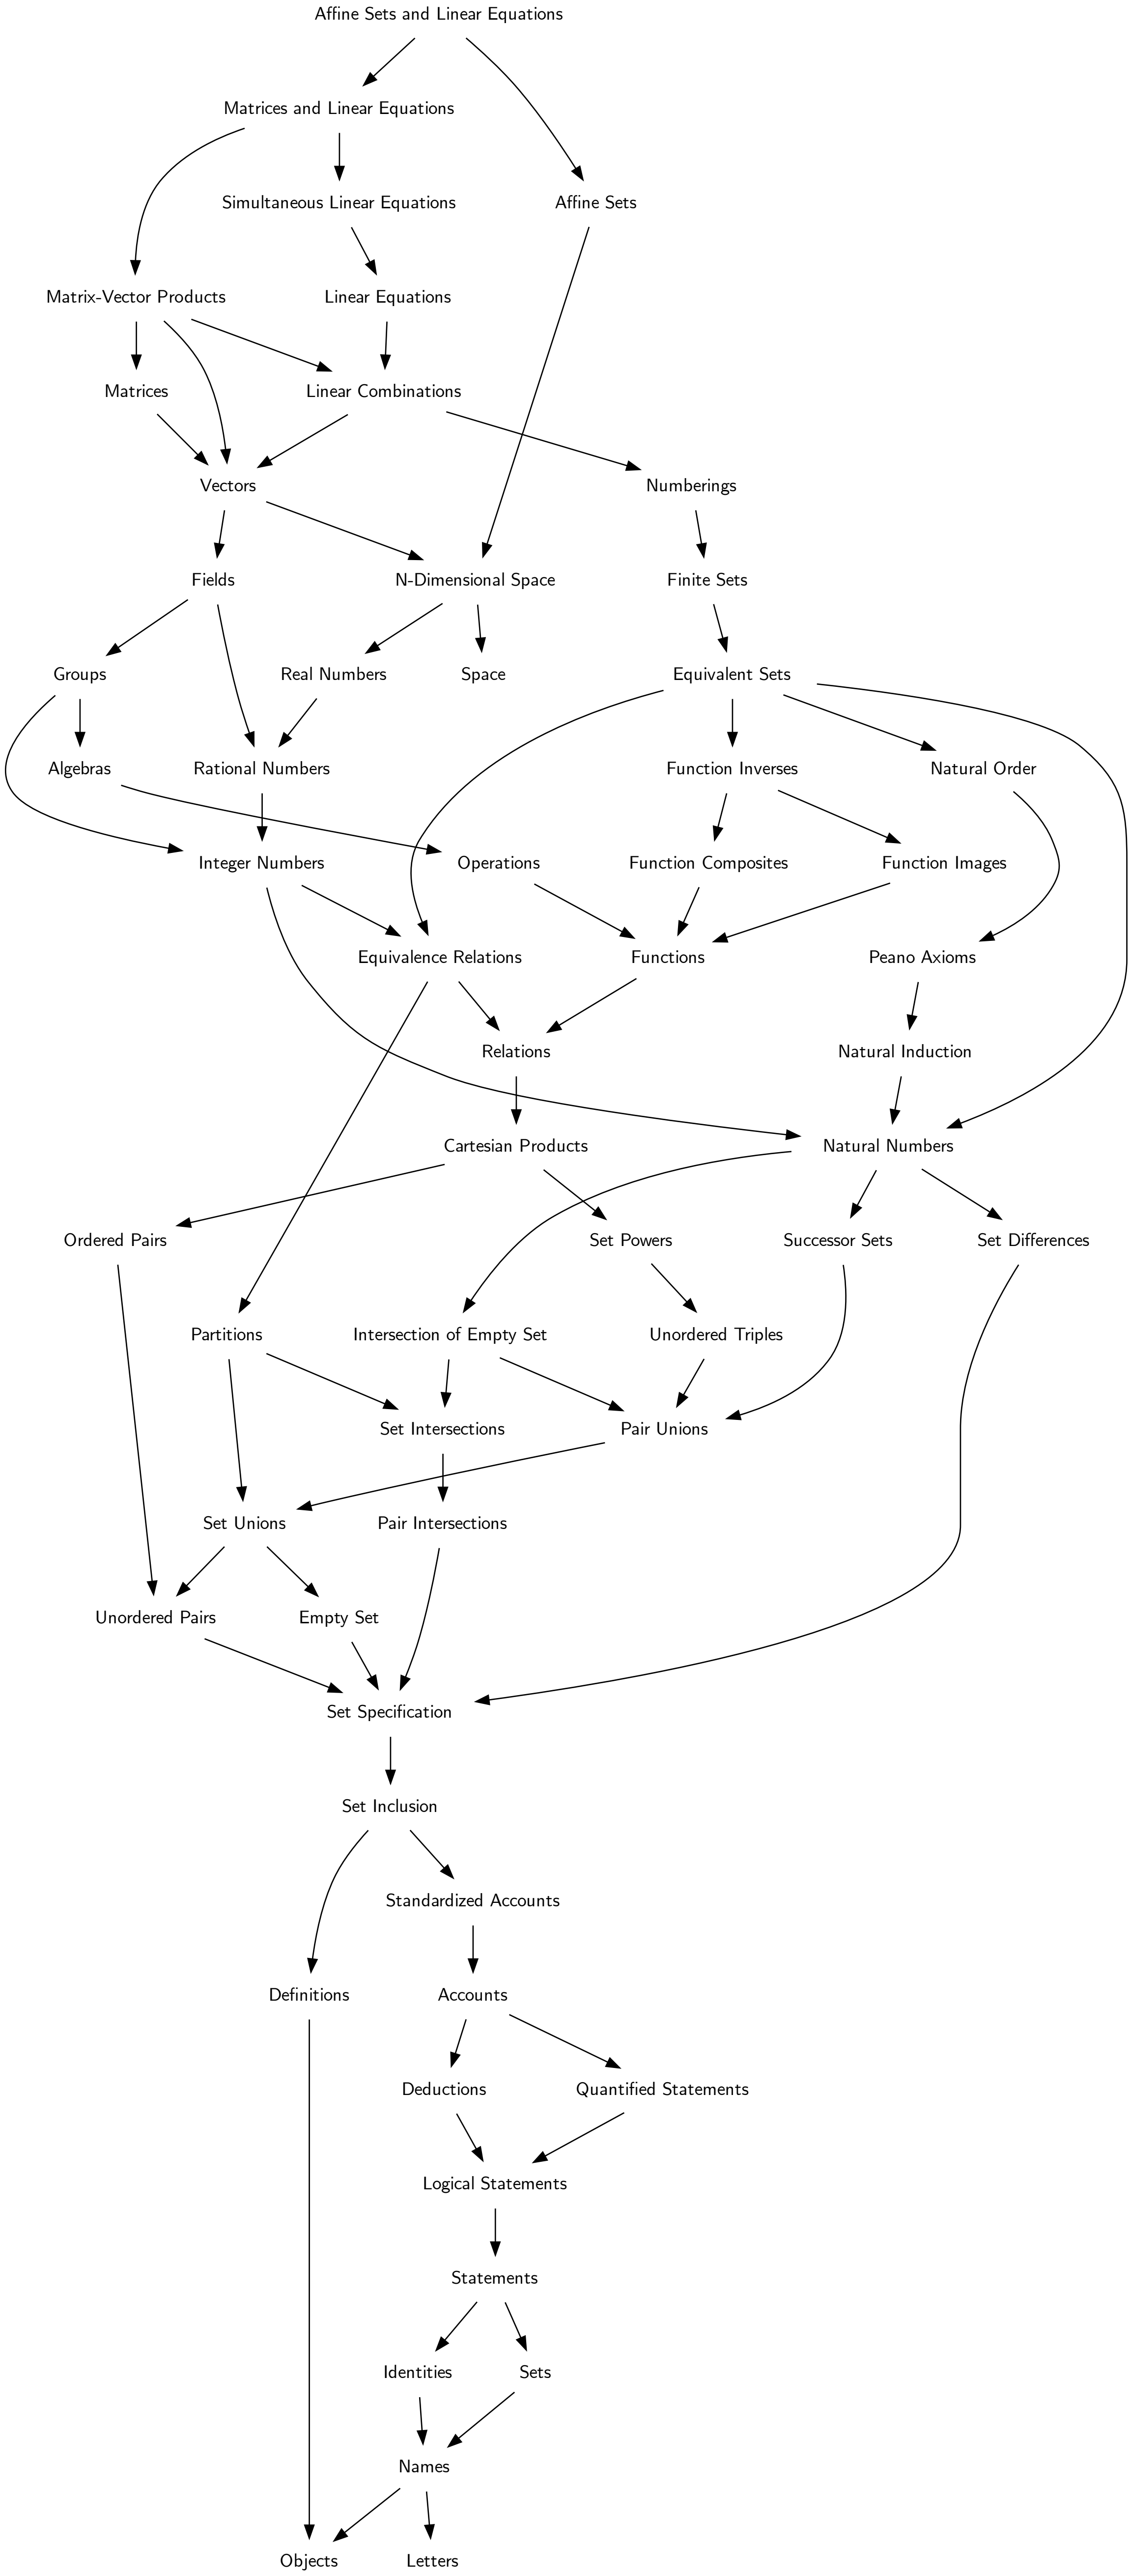 Affine Sets and Linear Equations
Matrices and Linear Equations
Simultaneous Linear Equations
Affine Sets
Matrix-Vector Products
Linear Equations
Matrices
Linear Combinations
Vectors
Numberings
Fields
N-Dimensional Space
Finite Sets
Groups
Real Numbers
Space
Equivalent Sets
Algebras
Rational Numbers
Function Inverses
Natural Order
Integer Numbers
Operations
Function Composites
Function Images
Equivalence Relations
Functions
Peano Axioms
Relations
Natural Induction
Cartesian Products
Natural Numbers
Ordered Pairs
Set Powers
Successor Sets
Set Differences
Partitions
Intersection of Empty Set
Unordered Triples
Set Intersections
Pair Unions
Set Unions
Pair Intersections
Unordered Pairs
Empty Set
Set Specification
Set Inclusion
Standardized Accounts
Definitions
Accounts
Deductions
Quantified Statements
Logical Statements
Statements
Identities
Sets
Names
Objects
Letters